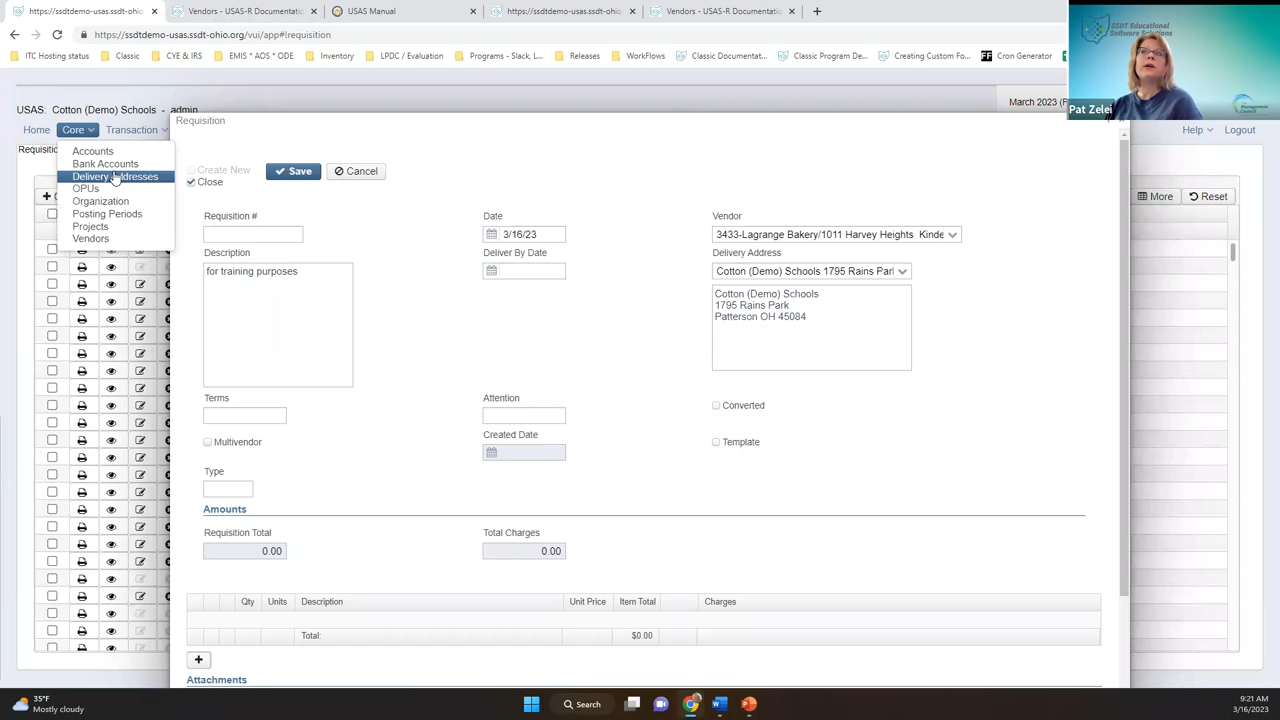 https://ssdtdemo-usas.ssdt-ohio.
Vendors - USAS-R Documentation
USAS Manual
https://ssdtdemo-usas.ssdt-ohio.
Vendors - USAS-R Documentation
https://ssdtdemo-usas.ssdt-ohio.org/vui/app#!requisition
ITC Hosting status
Classic
CYE & IRS
EMIS * AOS * ODE
Inventory
LPDC / Evaluation
Programs - Slack, L...
Releases
WorkFlows
Classic Documentat...
Classic Program De...
Creating Custom Fo...
FF
Cron Generator
SSDT Educational
Software Solutions
Management
Council
Pat Zelei
USAS: Cotton (Demo) Schools - admin
March 2023 (F
Home
Core
Transaction
Help
Logout
Requisitio
Accounts
Bank Accounts
Delivery Addresses
OPUs
Organization
Posting Periods
Projects
Vendors
More
Reset
Requisition
Create New
Close
Save
Cancel
Requisition #
Date
Vendor
3/16/23
3433-Lagrange Bakery/1011 Harvey Heights Kinde
Description
Deliver By Date
Delivery Address
for training purposes
Cotton (Demo) Schools 1795 Rains Parl
Cotton (Demo) Schools
1795 Rains Park
Patterson OH 45084
Terms
Attention
Converted
Created Date
Multivendor
Template
Type
Amounts
Requisition Total
Total Charges
0.00
0.00
Qty
Units
Description
Unit Price
Item Total
Charges
Total:
$0.00
Attachments
35°F
Mostly cloudy
Search
9:21 AM
3/16/2023